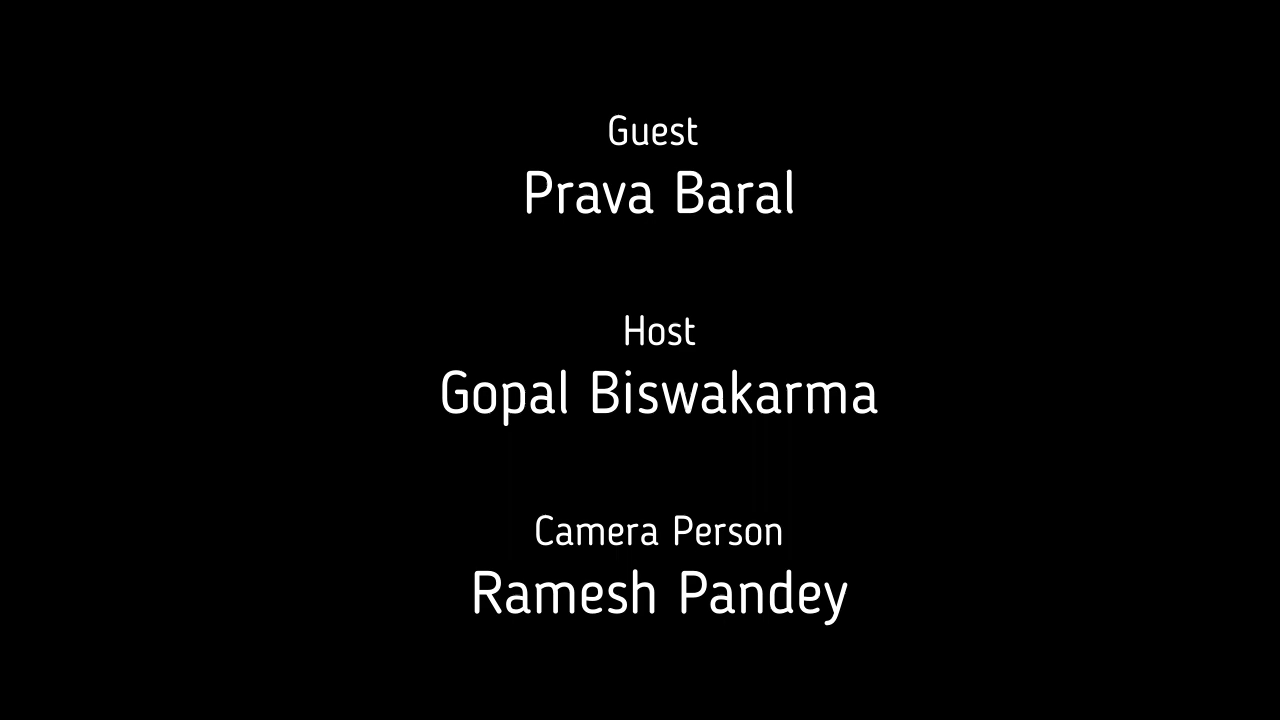 Guest
Prava Baral
Host
Gopal Biswakarma
Camera Person
Ramesh Pandey